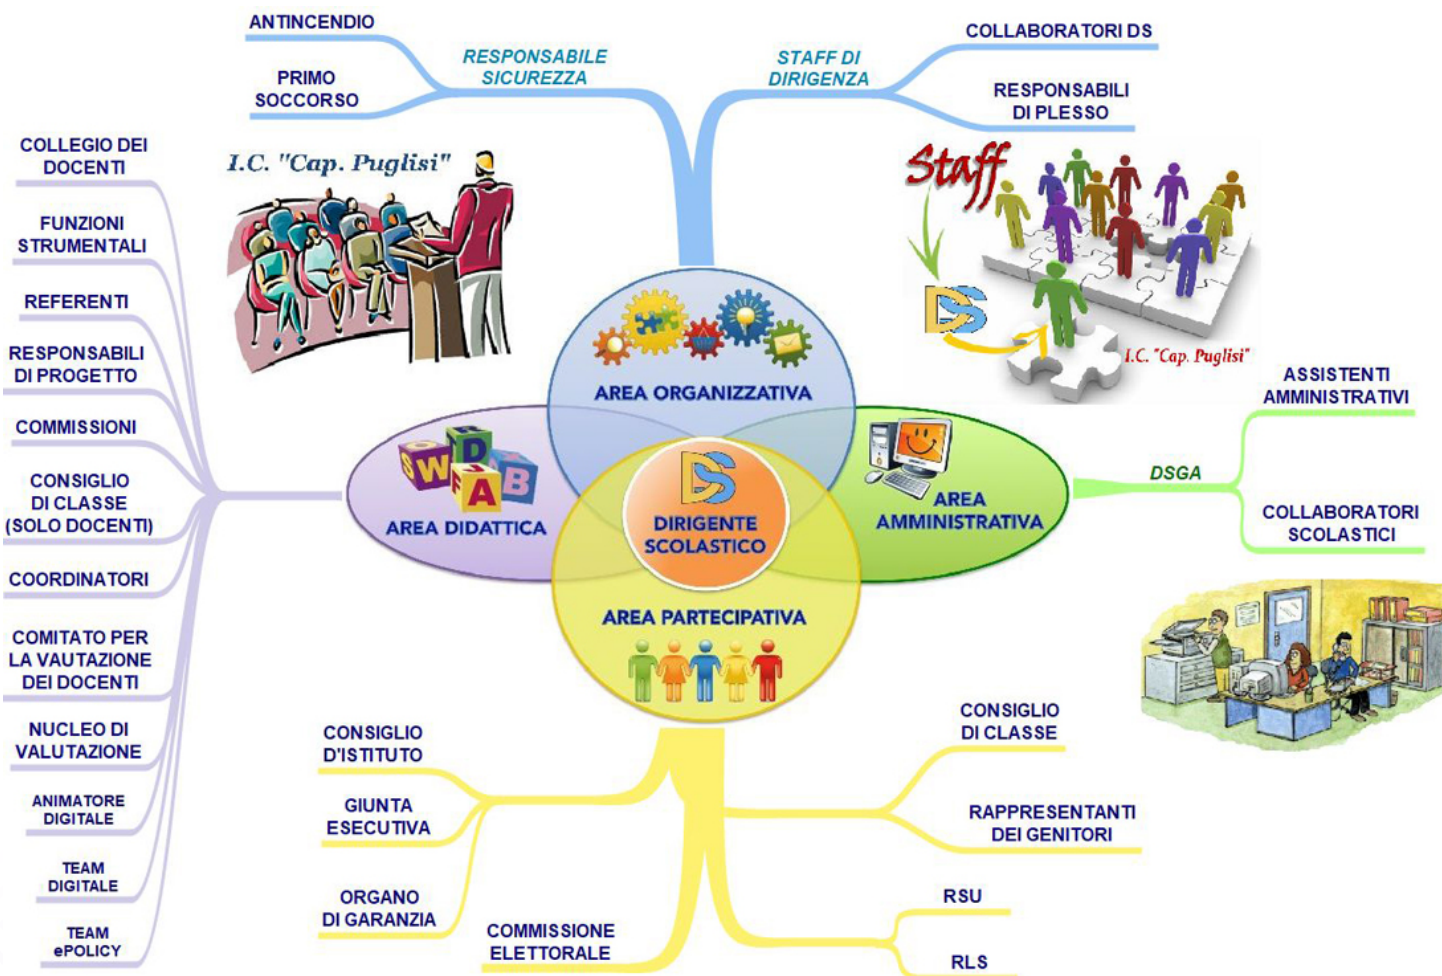 ANTINCENDIO
PRIMO
SOCCORSO
RESPONSABILE
SICUREZZA
STAFF DI
DIRIGENZA
COLLABORATORI DS
RESPONSABILI
DI PLESSO
COLLEGIO DEI
DOCENTI
FUNZIONI
STRUMENTALI
REFERENTI
RESPONSABILI
DI PROGETTO
COMMISSIONI
CONSIGLIO
DI CLASSE
(SOLO DOCENTI)
COORDINATORI
COMITATO PER
LA VAUTAZIONE
DEI DOCENTI
NUCLEO DI
VALUTAZIONE
ANIMATORE
DIGITALE
TEAM
DIGITALE
TEAM
ePOLICY
I.C. "Cap. Puglisi"
Staff
DS
I.C. "Cap. Puglisi"
AREA ORGANIZZATIVA
S W D A B
AREA DIDATTICA
DS
DIRIGENTE
SCOLASTICO
AREA
AMMINISTRATIVA
DSGA
ASSISTENTI
AMMINISTRATIVI
COLLABORATORI
SCOLASTICI
AREA PARTECIPATIVA
CONSIGLIO
D'ISTITUTO
GIUNTA
ESECUTIVA
ORGANO
DI GARANZIA
COMMISSIONE
ELETTORALE
CONSIGLIO
DI CLASSE
RAPPRESENTANTI
DEI GENITORI
RSU
RLS